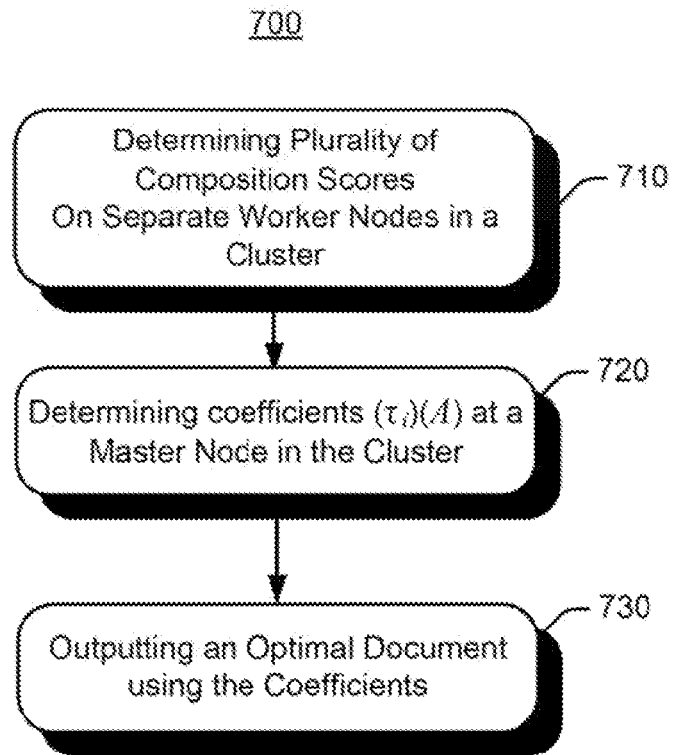 700
Determining Plurality of
Composition Scores
On Separate Worker Nodes in a
Cluster
710
720
Determining coefficients (τᵢ)(A) at a
Master Node in the Cluster
730
Outputting an Optimal Document
using the Coefficients